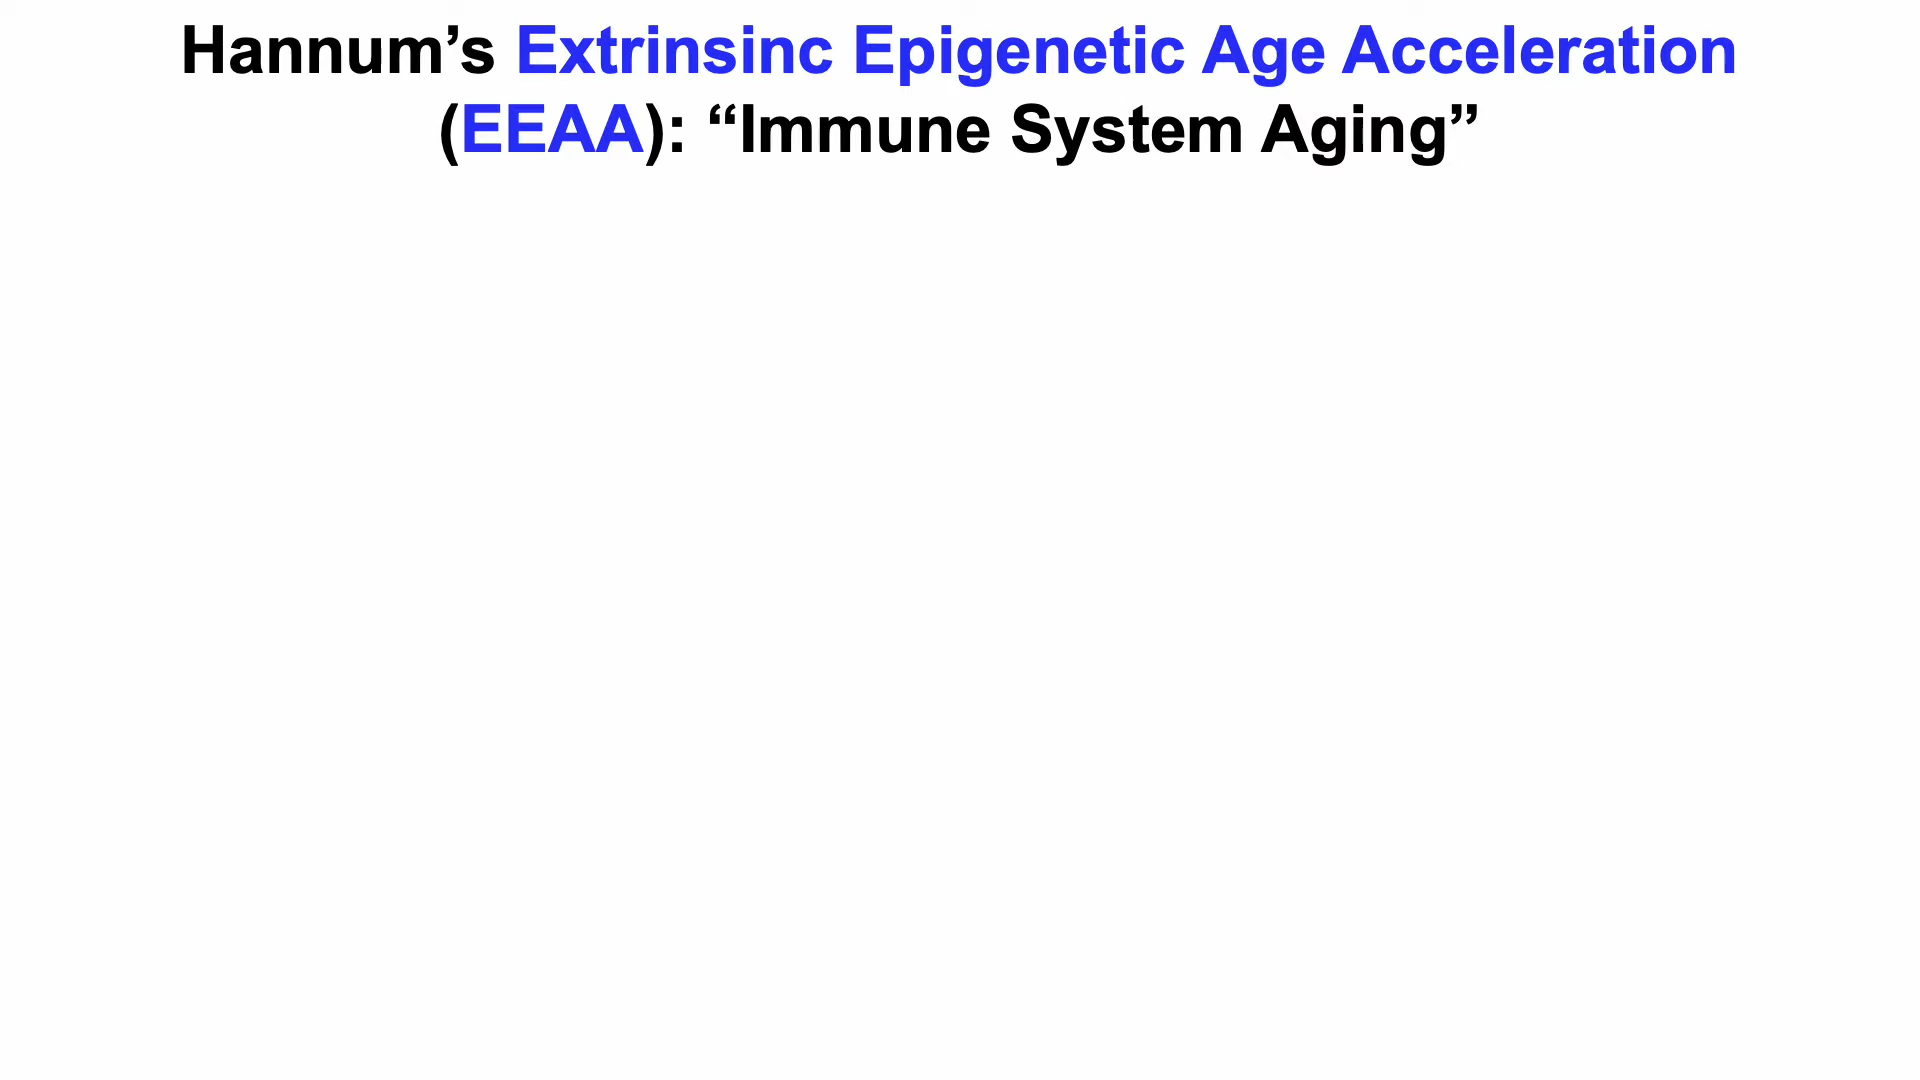 Hannum’s Extrinsinc Epigenetic Age Acceleration
(EEAA): “Immune System Aging”